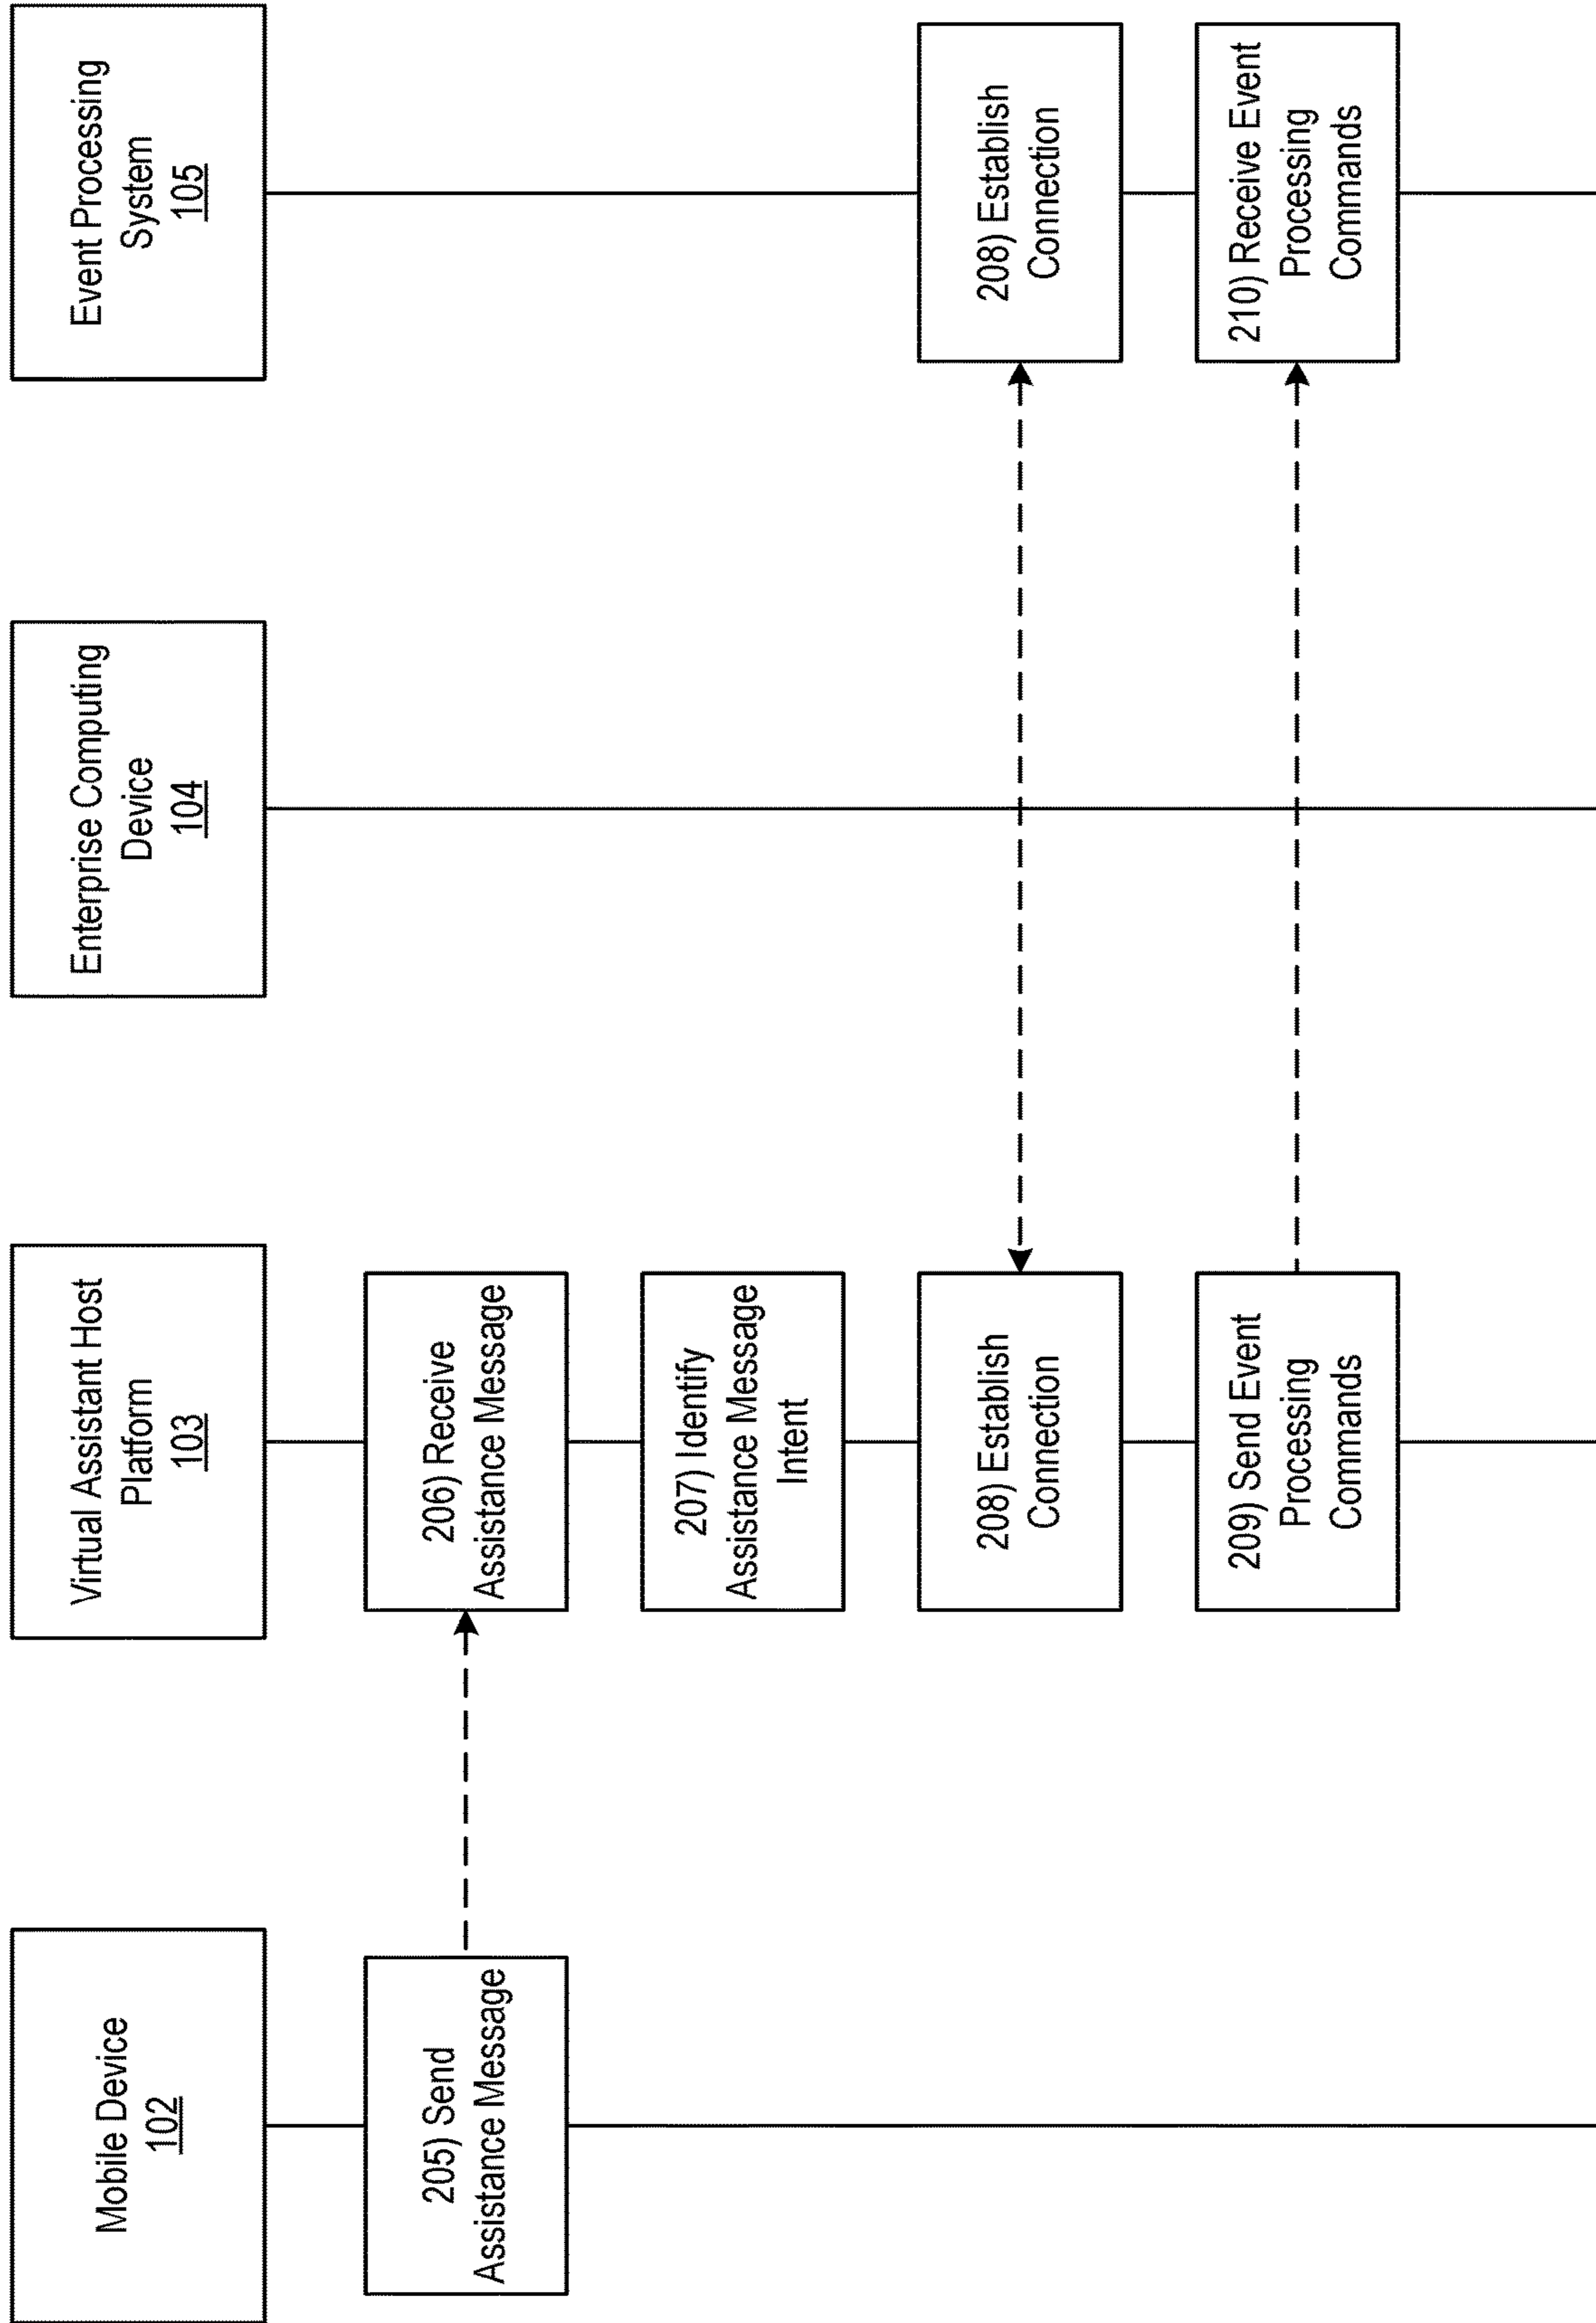 Mobile Device
102
Virtual Assistant Host
Platform
103
Enterprise Computing
Device
104
Event Processing
System
105
205) Send
Assistance Message
206) Receive
Assistance Message
207) Identify
Assistance Message
Intent
208) Establish
Connection
208) Establish
Connection
209) Send Event
Processing
Commands
210) Receive Event
Processing
Commands